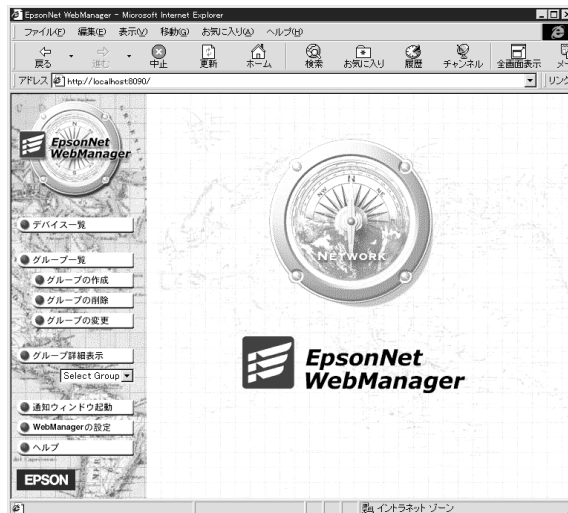 EpsonNet WebManager - Microsoft Internet Explorer
ファイル(F) 編集(E) 表示(V) 移動(G) お気に入り(A) ヘルプ(H)
戻る 進む 中止 更新 ホーム 検索 お気に入り 履歴 チャンネル 全画面表示 メー
アドレス http://localhost:8090/ リンク
EpsonNet
WebManager
デバイス一覧
グループ一覧
グループの作成
グループの削除
グループの変更
グループ詳細表示
Select Group
通知ウィンドウ起動
WebManagerの設定
ヘルプ
EPSON
N
NW
NE
NETWORK
EpsonNet
WebManager
イントラネット ゾーン